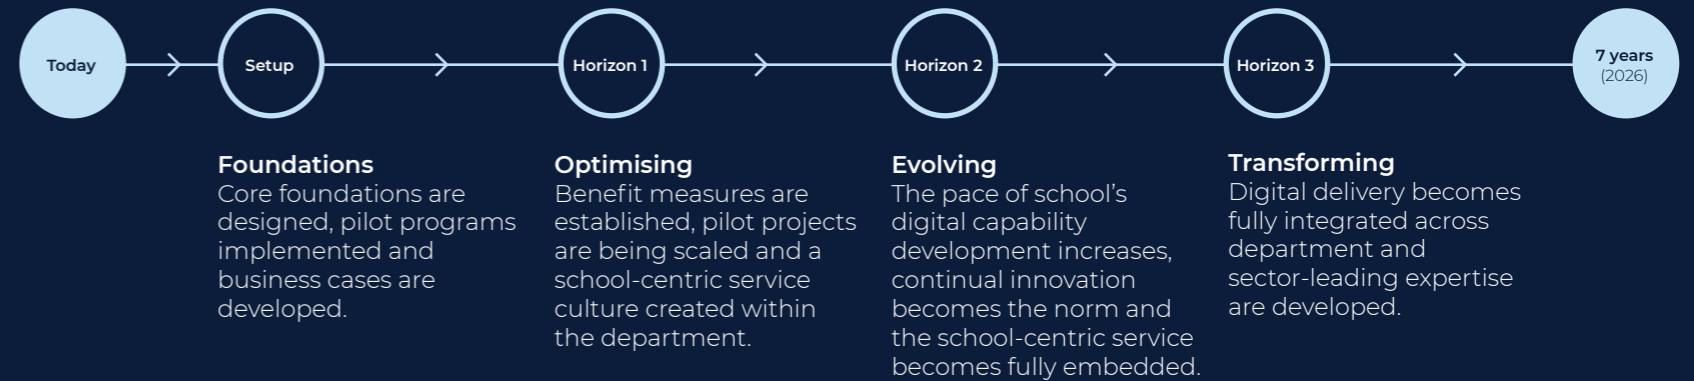 Today
Setup
Horizon 1
Horizon 2
Horizon 3
7 years
(2026)
Foundations
Core foundations are
designed, pilot programs
implemented and
business cases are
developed.
Optimising
Benefit measures are
established, pilot projects
are being scaled and a
school-centric service
culture created within
the department.
Evolving
The pace of school’s
digital capability
development increases,
continual innovation
becomes the norm and
the school-centric service
becomes fully embedded.
Transforming
Digital delivery becomes
fully integrated across
department and
sector-leading expertise
are developed.